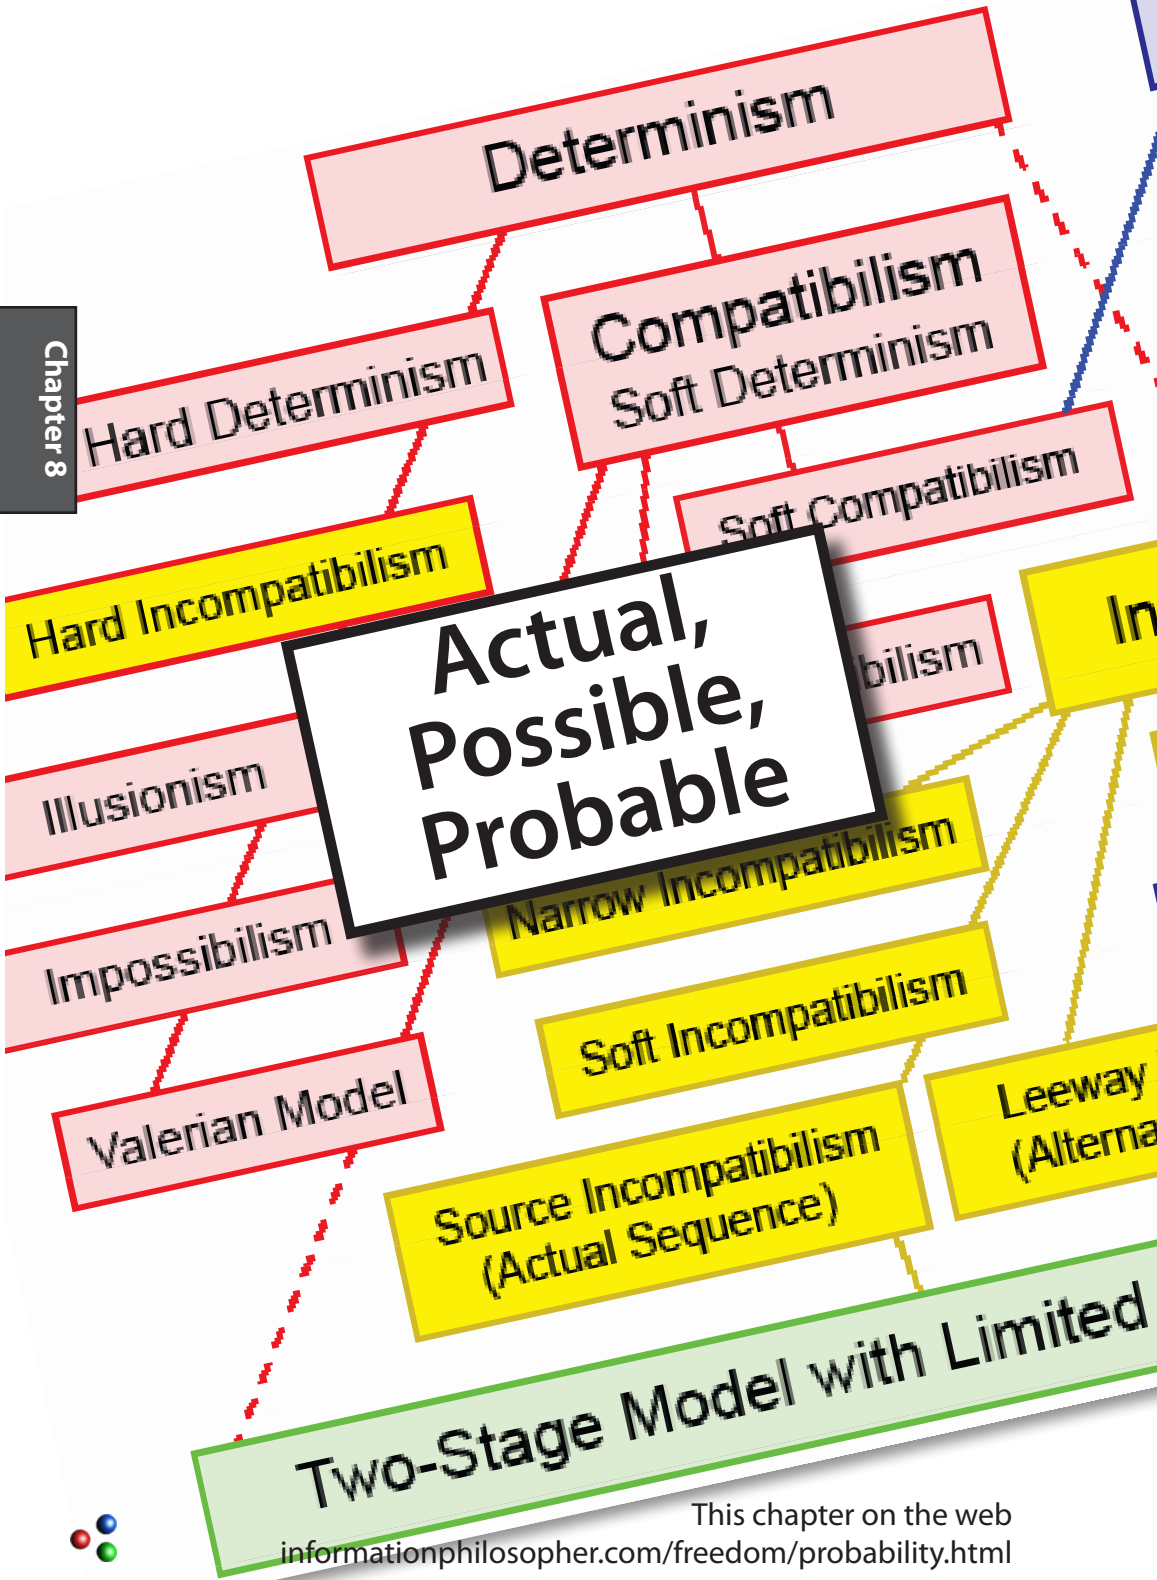 Determinism
Compatibilism
Soft Determinism
Hard Determinism
Chapter 8
Soft Compatibilism
Hard Incompatibilism
In
Actual,
Possible,
Probable
bilism
Illusionism
Narrow Incompatibilism
Impossibilism
Soft Incompatibilism
Valerian Model
Leeway
(Alterna
Source Incompatibilism
(Actual Sequence)
Two-Stage Model with Limited
This chapter on the web
informationphilosopher.com/freedom/probability.html